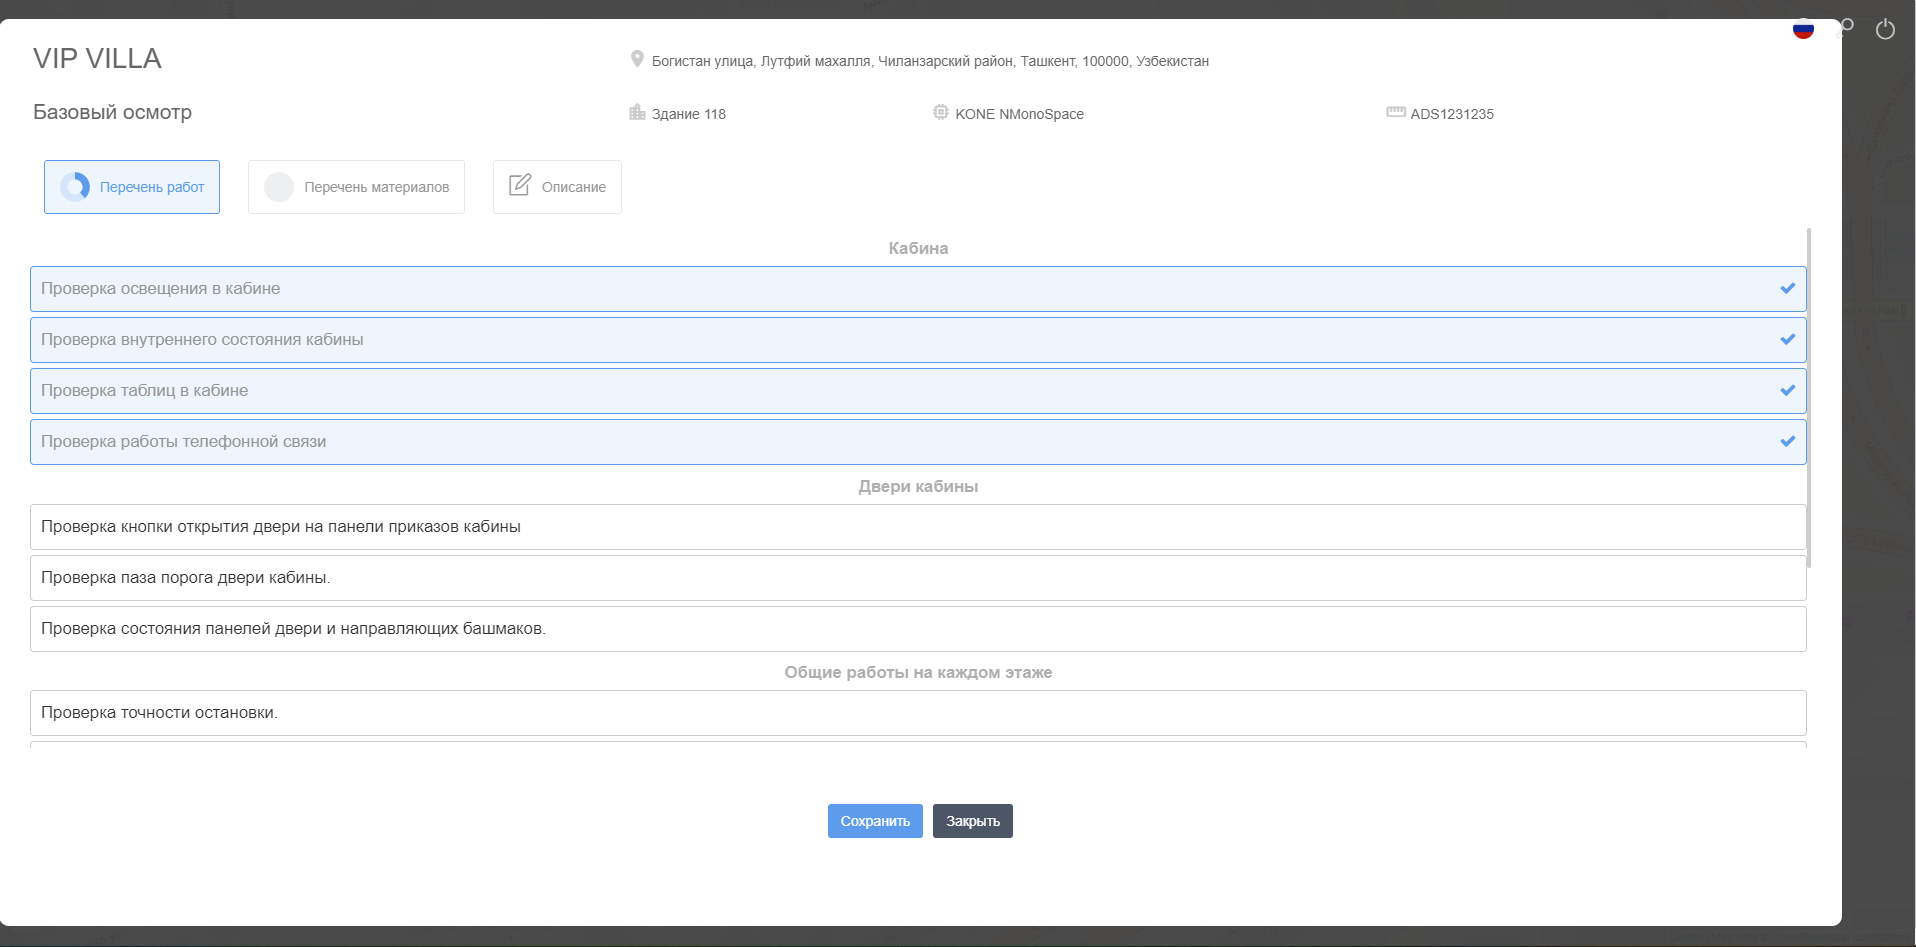 VIP VILLA
Богистан улица, Лутфий махалля, Чиланзарский район, Ташкент, 100000, Узбекистан
Базовый осмотр
Здание 118
KONE NMonoSpace
ADS1231235
Перечень работ
Перечень материалов
Описание
Кабина
Проверка освещения в кабине
Проверка внутреннего состояния кабины
Проверка таблиц в кабине
Проверка работы телефонной связи
Двери кабины
Проверка кнопки открытия двери на панели приказов кабины
Проверка паза порога двери кабины.
Проверка состояния панелей двери и направляющих башмаков.
Общие работы на каждом этаже
Проверка точности остановки.
Сохранить
Закрыть